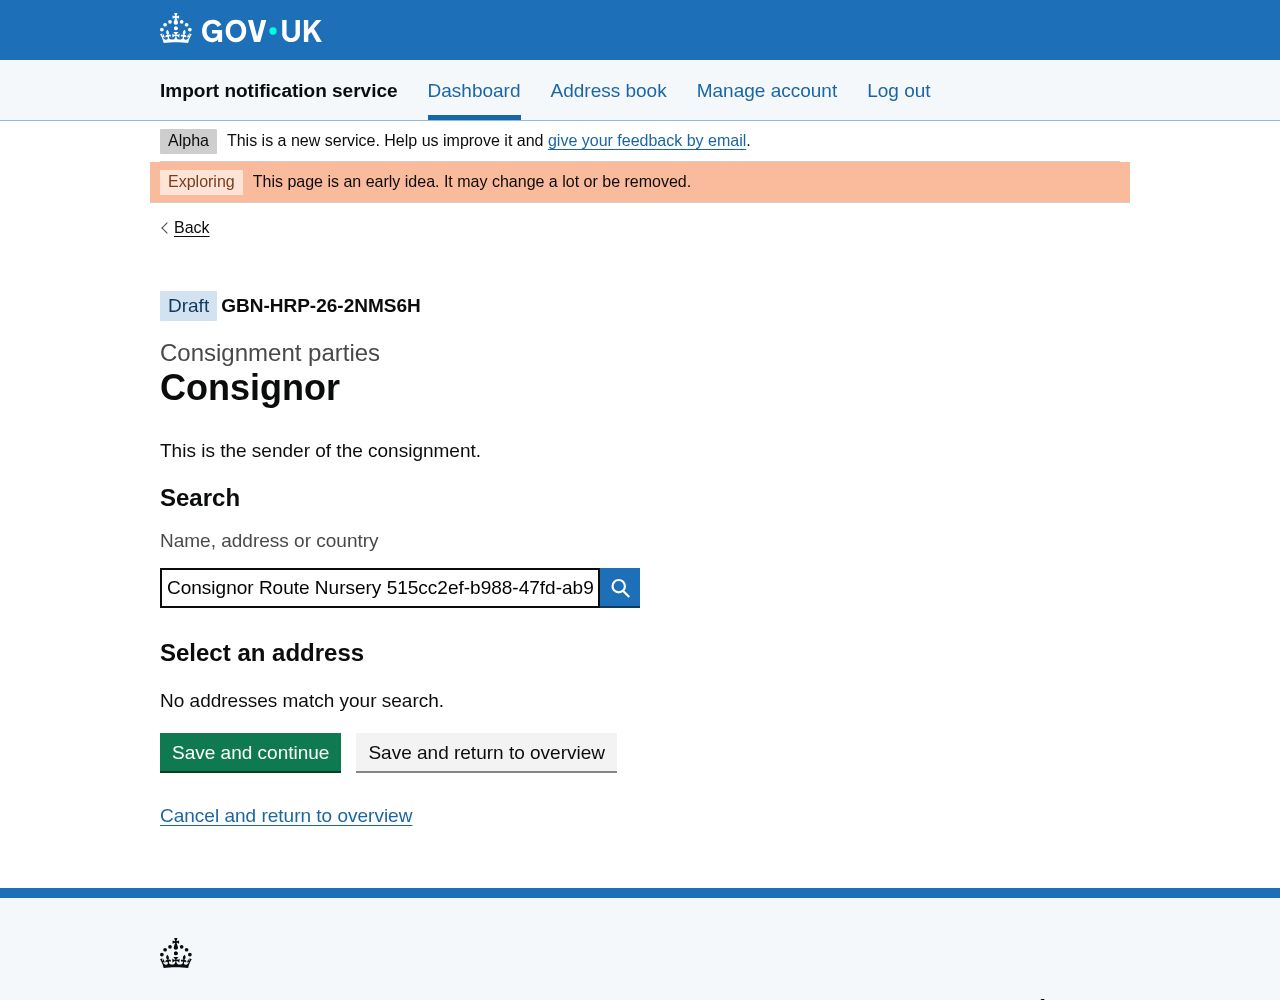 GOV·UK
Import notification service Dashboard Address book Manage account Log out
Alpha This is a new service. Help us improve it and give your feedback by email.
Exploring This page is an early idea. It may change a lot or be removed.
Back
Draft GBN-HRP-26-2NMS6H
Consignment parties
Consignor
This is the sender of the consignment.
Search
Name, address or country
Consignor Route Nursery 515cc2ef-b988-47fd-ab9
Select an address
No addresses match your search.
Save and continue Save and return to overview
Cancel and return to overview